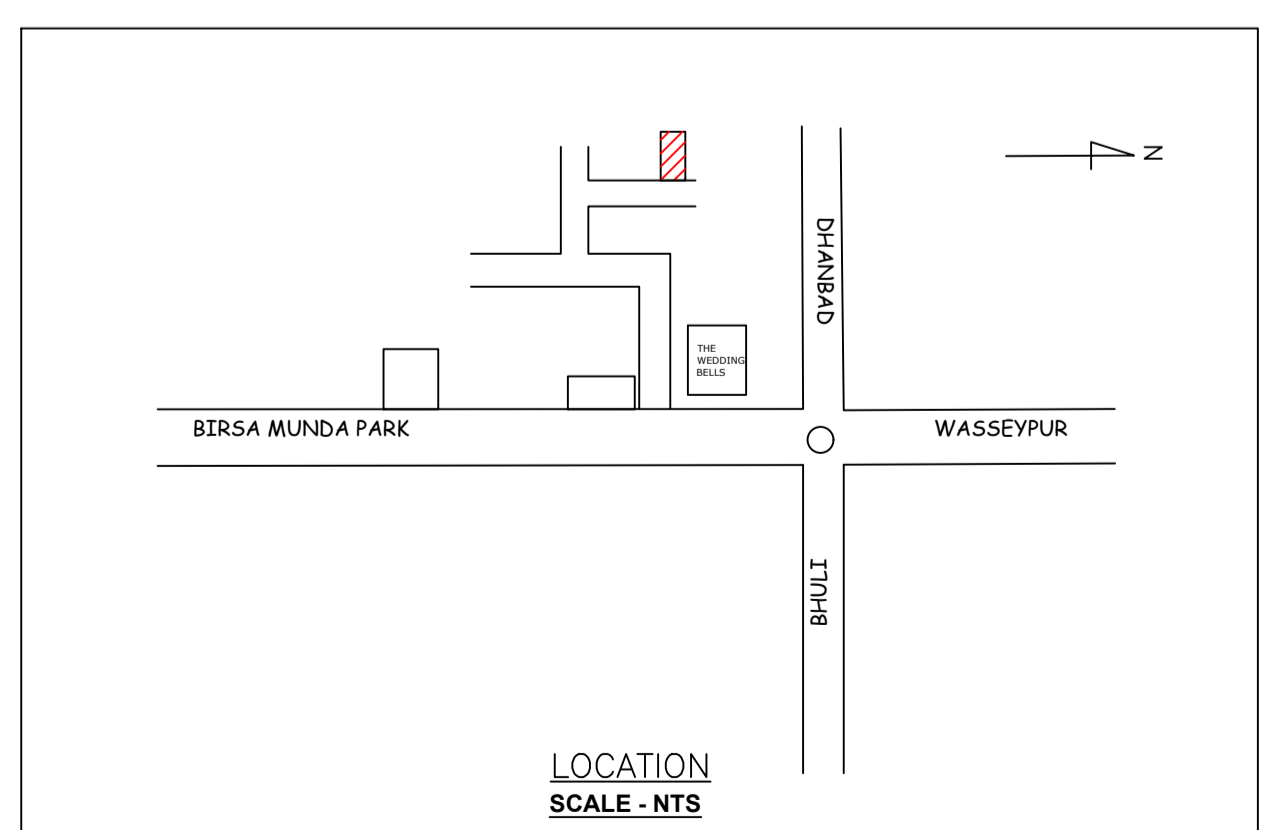 N
DHANBAD
THE
WEDDING
BELLS
BIRSA MUNDA PARK
WASSEYPUR
BHULI
LOCATION
SCALE - NTS